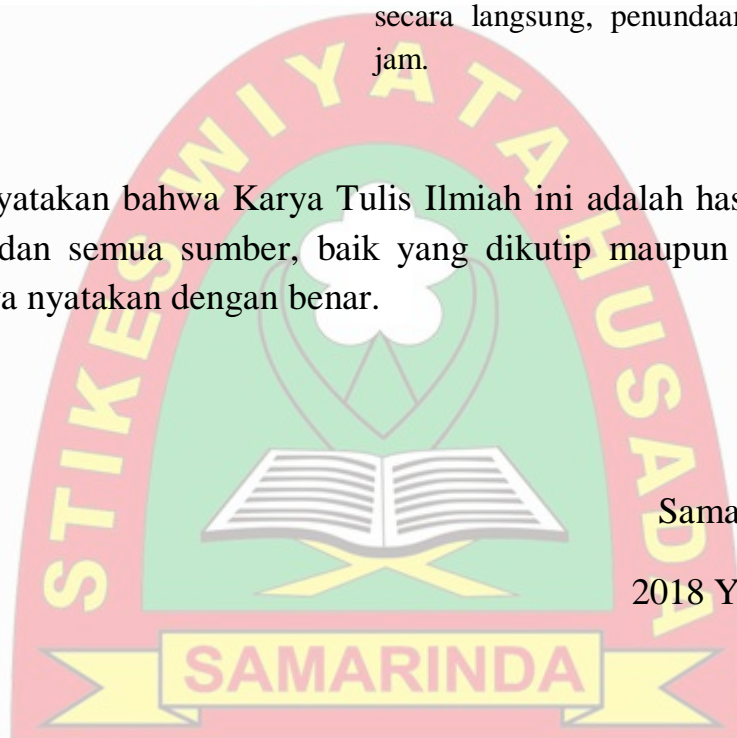 secara langsung, penundaan
jam.
yatakan bahwa Karya Tulis Ilmiah ini adalah has
dan semua sumber, baik yang dikutip maupun
a nyatakan dengan benar.
Sama
2018 Y
STIKES WIYATA HUSADA
SAMARINDA